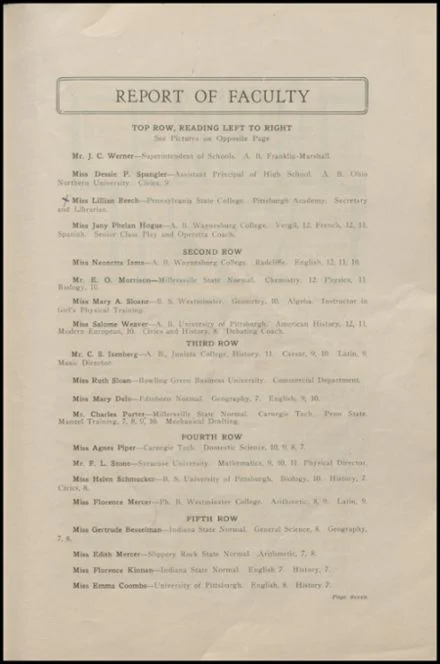 REPORT OF FACULTY
TOP ROW, READING LEFT TO RIGHT
See Pictures on Opposite Page
Mr. J. C. Werner—Superintendent of Schools. A. B. Franklin-Marshall.
Miss Dessie P. Spangler—Assistant Principal of High School. A. B. Ohio
Northern University. Civics, 9.
Miss Lillian Beech—Pennsylvania State College. Pittsburgh Academy. Secretary
and Librarian.
Miss Jany Phelan Hogue—A. B. Waynesburg College. Vergil, 12. French, 12, 11.
Spanish. Senior Class Play and Operetta Coach.
SECOND ROW
Miss Neonetta Iams—A. B. Waynesburg College. Radcliffe. English, 12, 11, 10.
Mr. R. O. Morrison—Millersville State Normal. Chemistry, 12. Physics, 11.
Biology, 10.
Miss Mary A. Sloane—B. S. Westminster. Geometry, 10. Algebra. Instructor in
Girl's Physical Training.
Miss Salome Weaver—A. B. University of Pittsburgh. American History, 12, 11.
Modern European, 10. Civics and History, 8. Debating Coach.
THIRD ROW
Mr. C. E. Isenberg—A. B., Juniata College, History, 11. Caesar, 9, 10. Latin, 9.
Music Director.
Miss Ruth Sloan—Bowling Green Business University. Commercial Department.
Miss Mary Dale—Edinboro Normal. Geography, 7. English, 9, 10.
Mr. Charles Porter—Millersville State Normal. Carnegie Tech. Penn State.
Manual Training, 7, 8, 9, 10. Mechanical Drafting.
FOURTH ROW
Miss Agnes Piper—Carnegie Tech. Domestic Science, 10, 9, 8, 7.
Mr. F. L. Stone—Syracuse University. Mathematics, 9, 10, 11. Physical Director.
Miss Helen Schmucker—B. S. University of Pittsburgh. Biology, 10. History, 7.
Civics, 8.
Miss Florence Mercer—Ph. B. Westminster College. Arithmetic, 8, 9. Latin, 9.
FIFTH ROW
Miss Gertrude Besselman—Indiana State Normal. General Science, 8. Geography,
7, 8.
Miss Edith Mercer—Slippery Rock State Normal. Arithmetic, 7, 8.
Miss Florence Kinnan—Indiana State Normal. English 7. History, 7.
Miss Emma Coombs—University of Pittsburgh. English, 8. History 7.
Page Seven